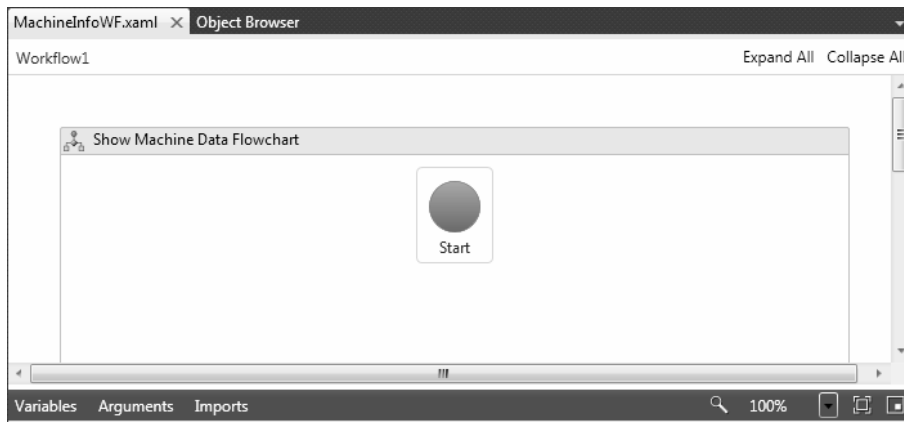 MachineInfoWF.xaml × Object Browser
Workflow1 Expand All Collapse All
Show Machine Data Flowchart
Start
Variables Arguments Imports 100%